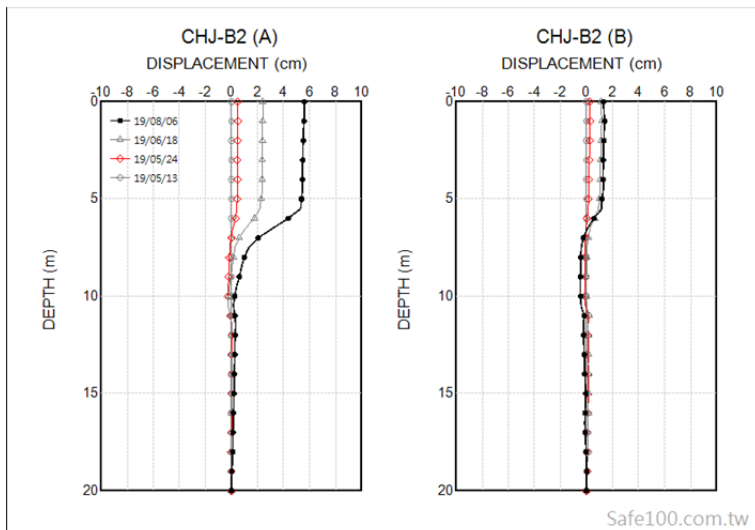 CHJ-B2 (A)
DISPLACEMENT (cm)
-10 -8 -6 -4 -2 0 2 4 6 8 10
0
5
10
15
20
DEPTH (m)
19/08/06
19/06/18
19/05/24
19/05/13
CHJ-B2 (B)
DISPLACEMENT (cm)
-10 -8 -6 -4 -2 0 2 4 6 8 10
0
5
10
15
20
DEPTH (m)
Safe100.com.tw